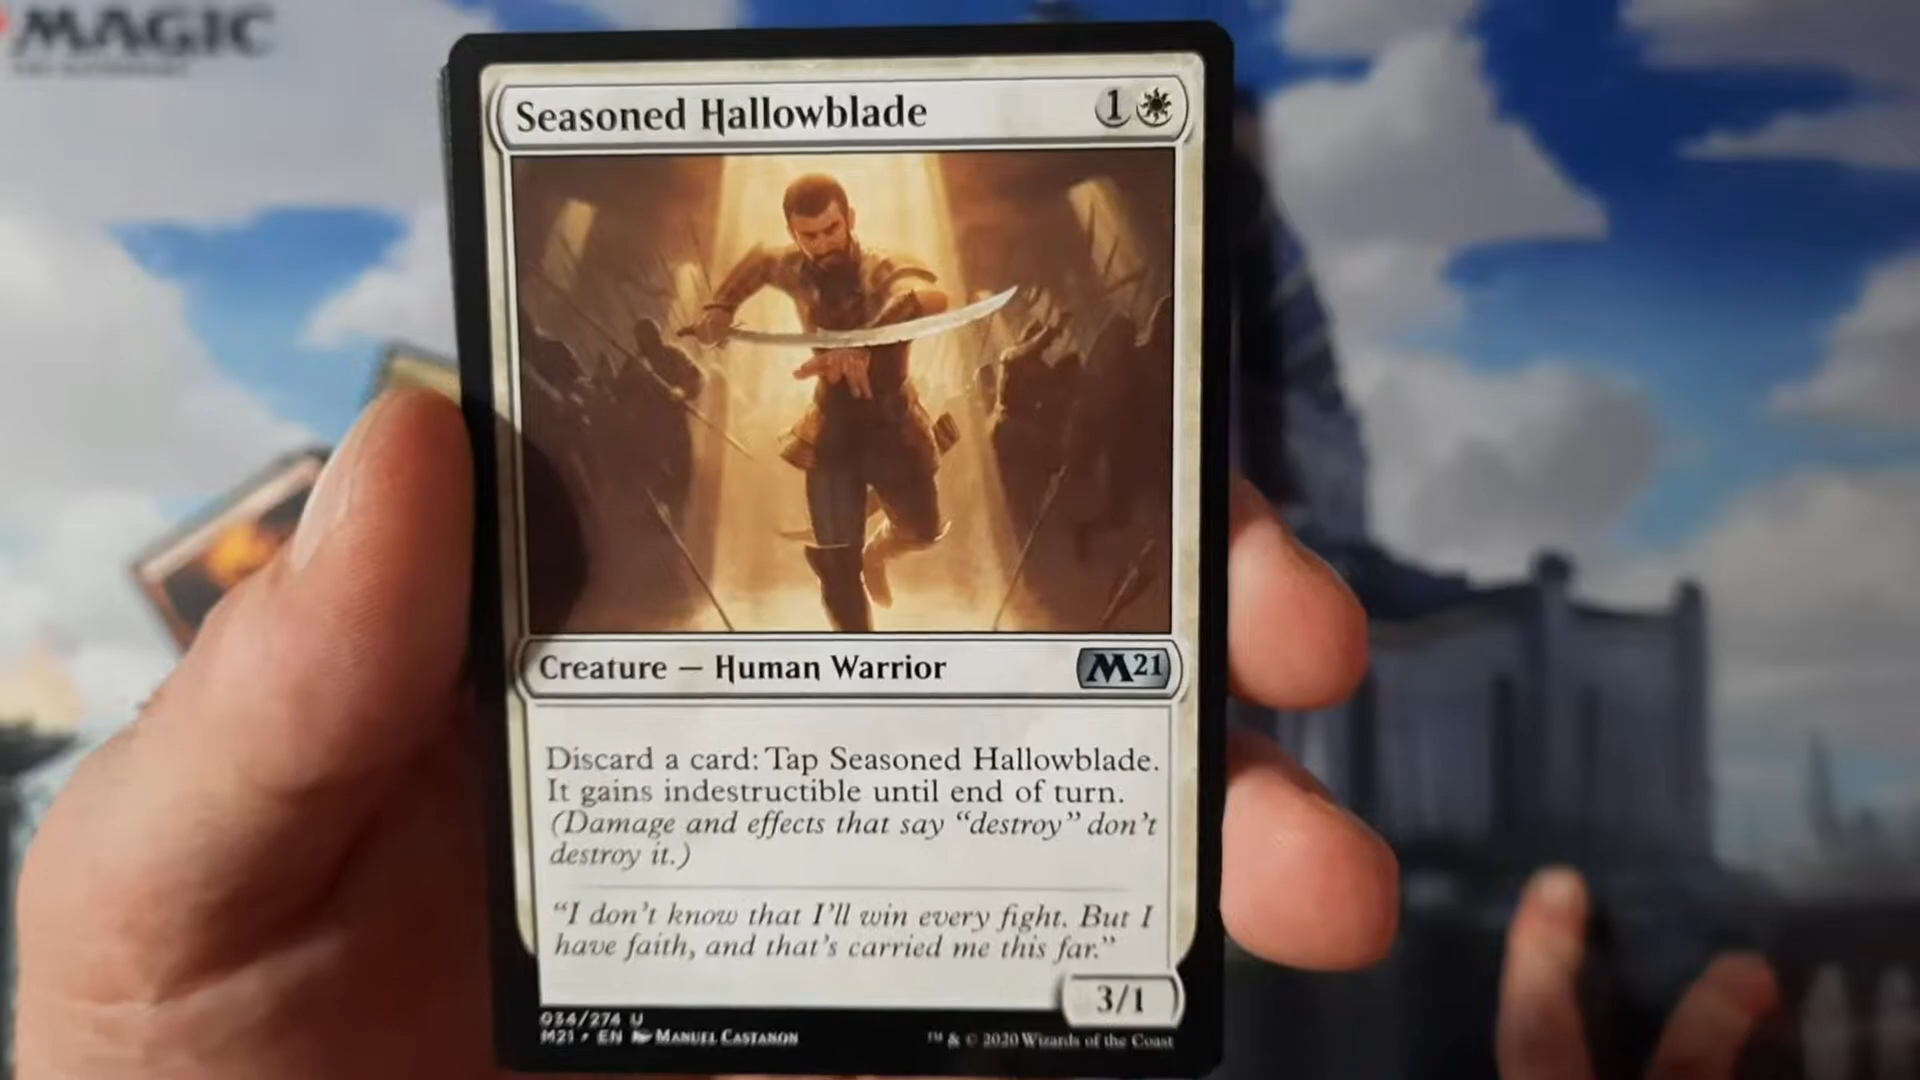 MAGIC
Seasoned Hallowblade
1
Creature — Human Warrior
M21
Discard a card: Tap Seasoned Hallowblade.
It gains indestructible until end of turn.
(Damage and effects that say “destroy” don’t
destroy it.)
“I don’t know that I’ll win every fight. But I
have faith, and that’s carried me this far.”
3/1
034/274 U
M21 • EN MANUEL CASTAÑÓN
™ & © 2020 Wizards of the Coast